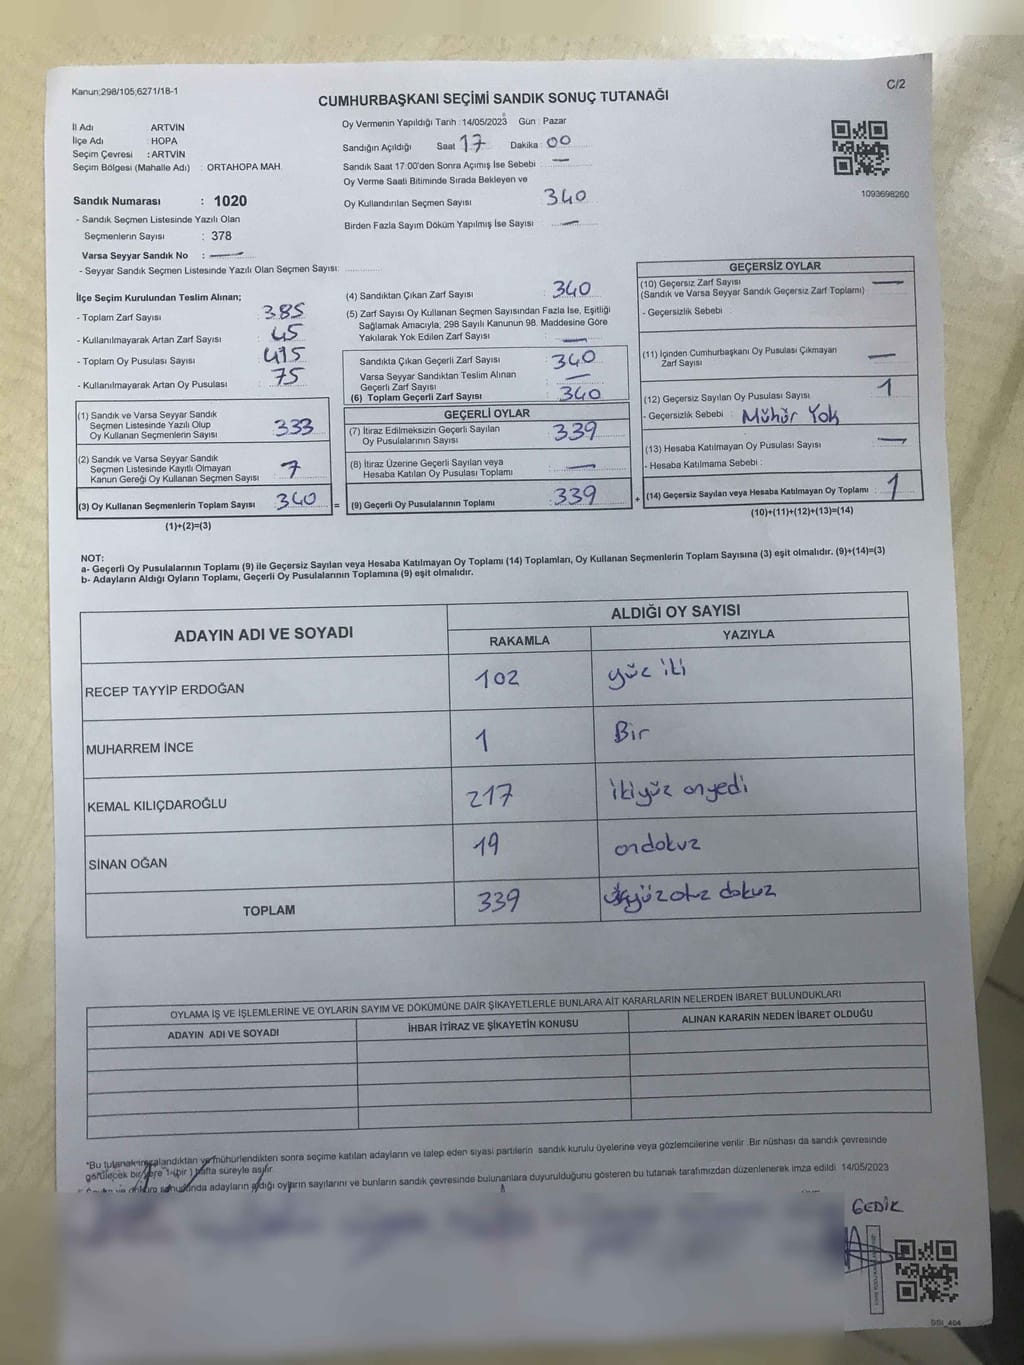 Kanun;298/105;6271/18-1
C/2
CUMHURBAŞKANI SEÇİMİ SANDIK SONUÇ TUTANAĞI
İl Adı ARTVİN
İlçe Adı : HOPA
Seçim Çevresi : ARTVİN
Seçim Bölgesi (Mahalle Adı) : ORTAHOPA MAH.
Sandık Numarası : 1020
- Sandık Seçmen Listesinde Yazılı Olan
Seçmenlerin Sayısı : 378
Varsa Seyyar Sandık No : —
- Seyyar Sandık Seçmen Listesinde Yazılı Olan Seçmen Sayısı: ..............
Oy Vermenin Yapıldığı Tarih : 14/05/2023 Gün : Pazar
Sandığın Açıldığı Saat 17 Dakika : 00
Sandık Saat 17:00'den Sonra Açımış İse Sebebi : —
Oy Verme Saati Bitiminde Sırada Bekleyen ve
Oy Kullandırılan Seçmen Sayısı : 340
Birden Fazla Sayım Döküm Yapılmış İse Sayısı : —
1093698260
İlçe Seçim Kurulundan Teslim Alınan;
- Toplam Zarf Sayısı : 385
- Kullanılmayarak Artan Zarf Sayısı : 45
- Toplam Oy Pusulası Sayısı : 415
- Kullanılmayarak Artan Oy Pusulası : 75
(1) Sandık ve Varsa Seyyar Sandık
Seçmen Listesinde Yazılı Olup
Oy Kullanan Seçmenlerin Sayısı : 333
(2) Sandık ve Varsa Seyyar Sandık
Seçmen Listesinde Kayıtlı Olmayan
Kanun Gereği Oy Kullanan Seçmen Sayısı : 7
(3) Oy Kullanan Seçmenlerin Toplam Sayısı : 340 =
(1)+(2)=(3)
(4) Sandıktan Çıkan Zarf Sayısı : 340
(5) Zarf Sayısı Oy Kullanan Seçmen Sayısından Fazla İse, Eşitliği
Sağlamak Amacıyla, 298 Sayılı Kanunun 98. Maddesine Göre
Yakılarak Yok Edilen Zarf Sayısı : —
Sandıkta Çıkan Geçerli Zarf Sayısı : 340
Varsa Seyyar Sandıktan Teslim Alınan
Geçerli Zarf Sayısı : —
(6) Toplam Geçerli Zarf Sayısı : 340
GEÇERLİ OYLAR
(7) İtiraz Edilmeksizin Geçerli Sayılan
Oy Pusulalarının Sayısı : 339
(8) İtiraz Üzerine Geçerli Sayılan veya
Hesaba Katılan Oy Pusulası Toplamı : —
(9) Geçerli Oy Pusulalarının Toplamı : 339 +
GEÇERSİZ OYLAR
(10) Geçersiz Zarf Sayısı : —
(Sandık ve Varsa Seyyar Sandık Geçersiz Zarf Toplamı)
- Geçersizlik Sebebi :
(11) İçinden Cumhurbaşkanı Oy Pusulası Çıkmayan
Zarf Sayısı : —
(12) Geçersiz Sayılan Oy Pusulası Sayısı : 1
- Geçersizlik Sebebi : Mühür Yok
(13) Hesaba Katılmayan Oy Pusulası Sayısı : —
- Hesaba Katılmama Sebebi :
(14) Geçersiz Sayılan veya Hesaba Katılmayan Oy Toplamı : 1
(10)+(11)+(12)+(13)=(14)
NOT:
a- Geçerli Oy Pusulalarının Toplamı (9) ile Geçersiz Sayılan veya Hesaba Katılmayan Oy Toplamı (14) Toplamları, Oy Kullanan Seçmenlerin Toplam Sayısına (3) eşit olmalıdır. (9)+(14)=(3)
b- Adayların Aldığı Oyların Toplamı, Geçerli Oy Pusulalarının Toplamına (9) eşit olmalıdır.
ADAYIN ADI VE SOYADI
ALDIĞI OY SAYISI
RAKAMLA YAZIYLA
RECEP TAYYİP ERDOĞAN 102 yüz iki
MUHARREM İNCE 1 Bir
KEMAL KILIÇDAROĞLU 217 ikiyüz onyedi
SİNAN OĞAN 19 ondokuz
TOPLAM 339 üçyüz otuz dokuz
OYLAMA İŞ VE İŞLEMLERİNE VE OYLARIN SAYIM VE DÖKÜMÜNE DAİR ŞİKAYETLERLE BUNLARA AİT KARARLARIN NELERDEN İBARET BULUNDUKLARI
ADAYIN ADI VE SOYADI İHBAR İTİRAZ VE ŞİKAYETİN KONUSU ALINAN KARARIN NEDEN İBARET OLDUĞU
*Bu tutanak imzalandıktan ve mühürlendikten sonra seçime katılan adayların ve talep eden siyasi partilerin sandık kurulu üyelerine veya gözlemcilerine verilir .Bir nüshası da sandık çevresinde
görülecek bir yere 1 (bir ) hafta süreyle asılır.
sonucunda adayların aldığı oyların sayılarını ve bunların sandık çevresinde bulunanlara duyurulduğunu gösteren bu tutanak tarafımızdan düzenlenerek imza edildi 14/05/2023
GEDİK